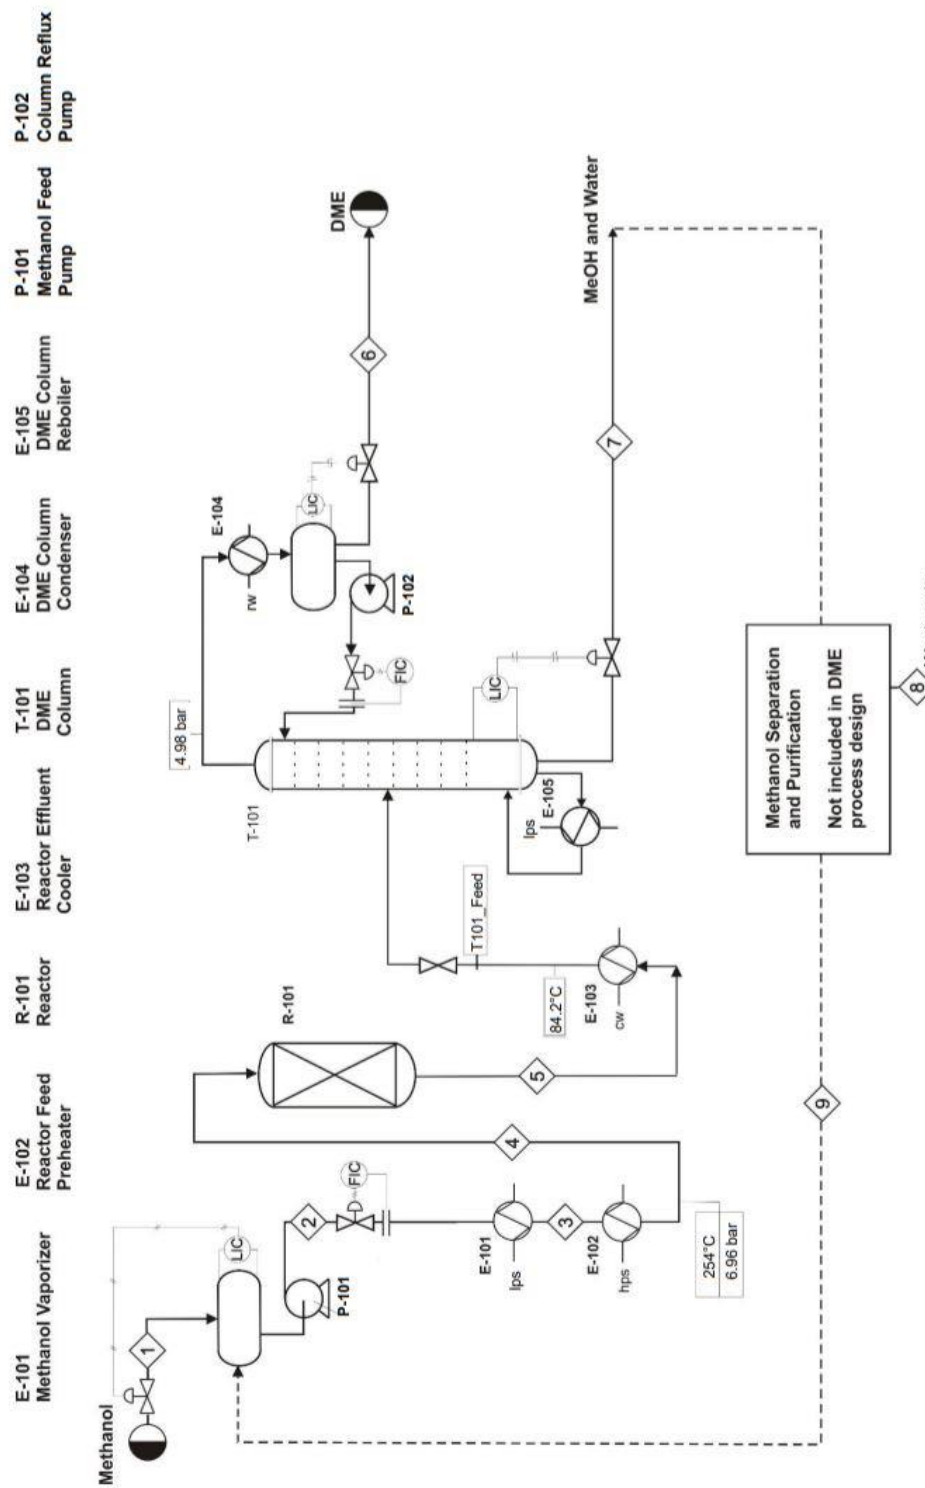 E-101
Methanol Vaporizer
E-102
Reactor Feed
Preheater
R-101
Reactor
E-103
Reactor Effluent
Cooler
T-101
DME
Column
E-104
DME Column
Condenser
E-105
DME Column
Reboiler
P-101
Methanol Feed
Pump
P-102
Column Reflux
Pump
Methanol
1
LIC
P-101
2
FIC
E-101
lps
3
E-102
hps
254°C
6.96 bar
4
R-101
5
E-103
cw
84.2°C
T101_Feed
T-101
4.98 bar
E-104
rw
LIC
P-102
FIC
6
DME
LIC
E-105
lps
7
MeOH and Water
Methanol Separation
and Purification
Not included in DME
process design
8
9